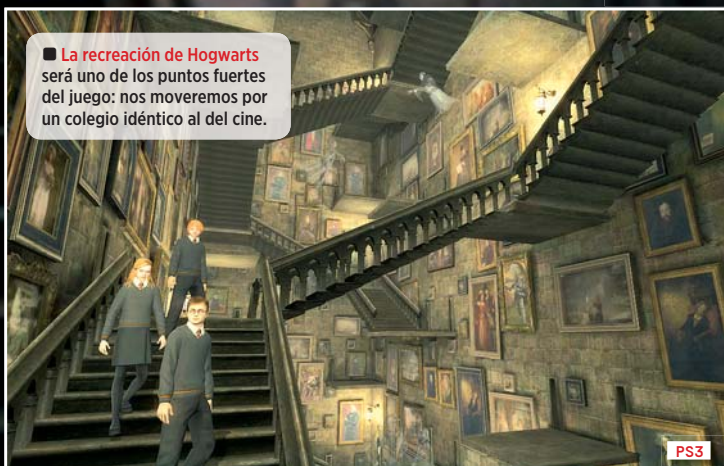 ■ La recreación de Hogwarts
será uno de los puntos fuertes
del juego: nos moveremos por
un colegio idéntico al del cine.
PS3